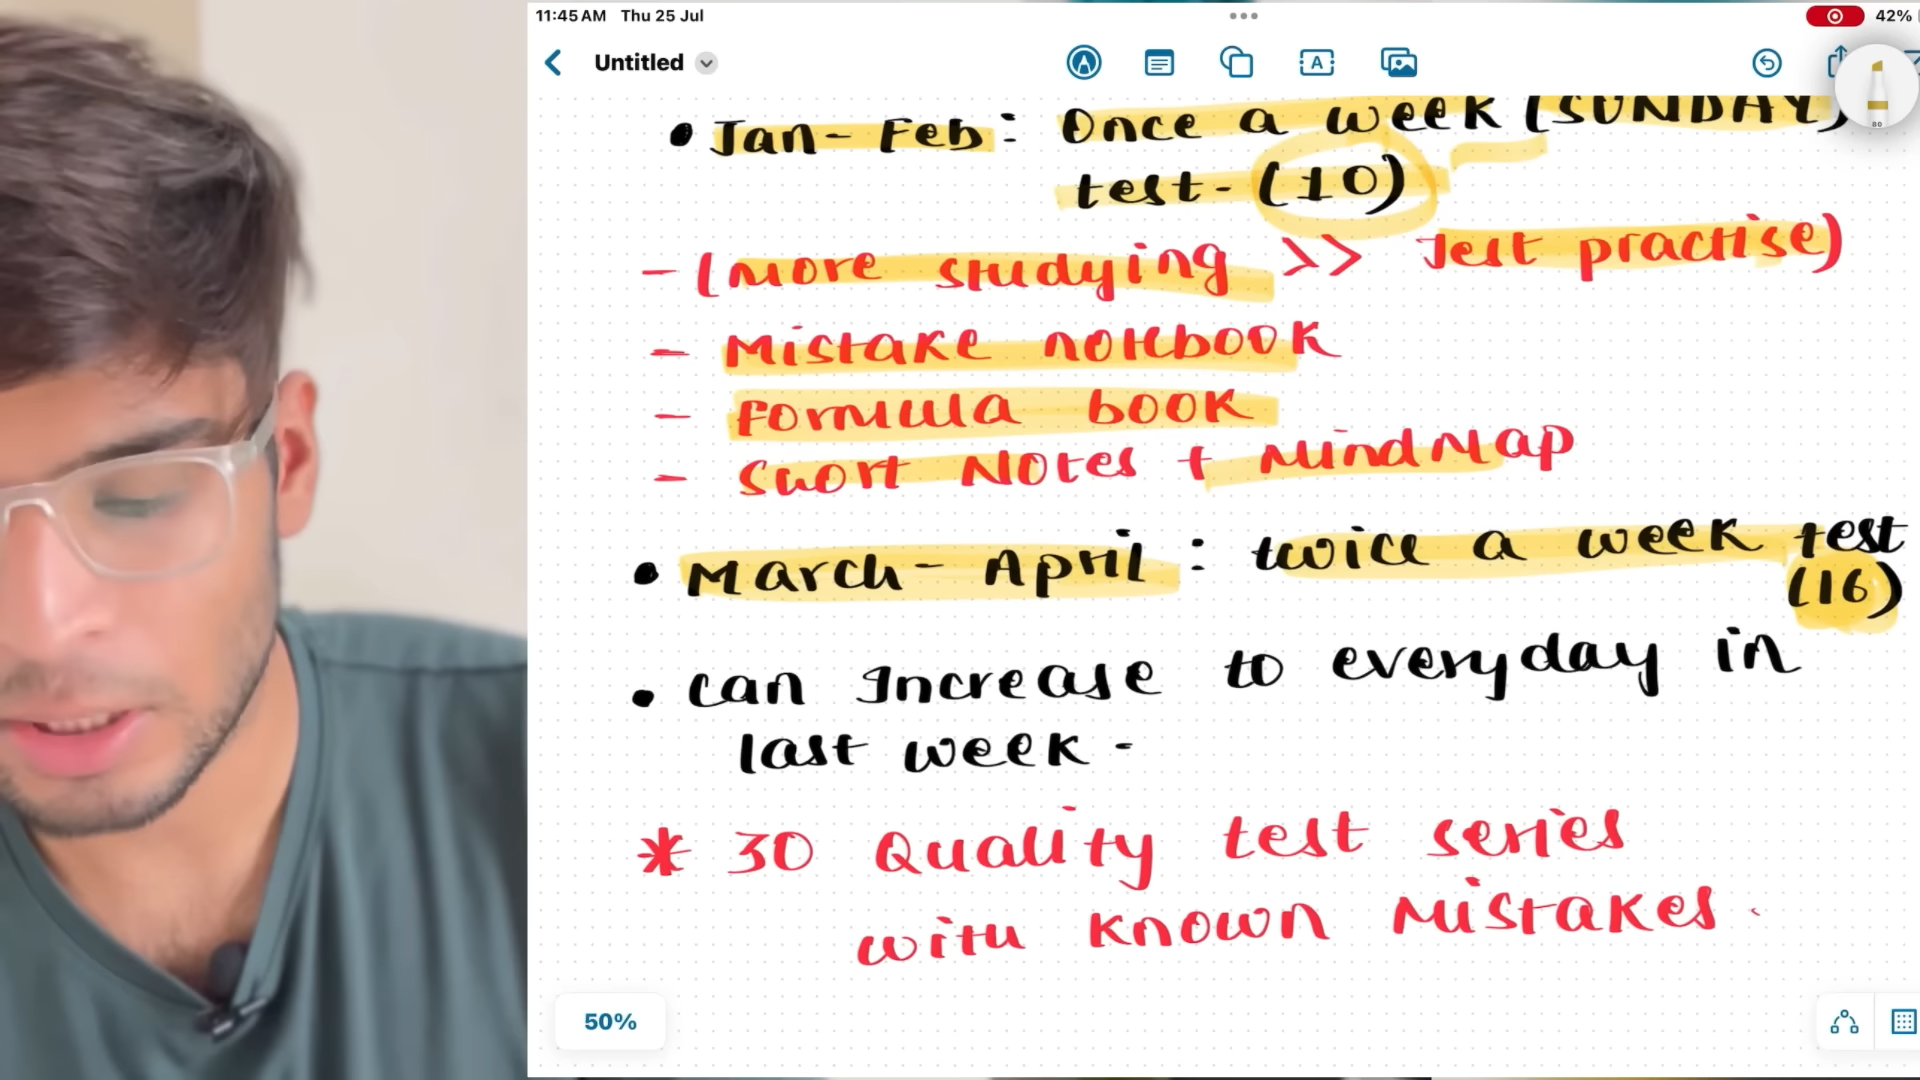 11:45 AM Thu 25 Jul
42%
Untitled
A
80
• Jan- Feb: Once a week (SUNDAY)
test- (10)
- (More studying >> Test practise)
- Mistake notebook
- Formula book
- Short Notes + MindMap
• March- April : twice a week test
(16)
• can Increase to everyday in
last week -
* 30 Quality test series
with known Mistakes.
50%